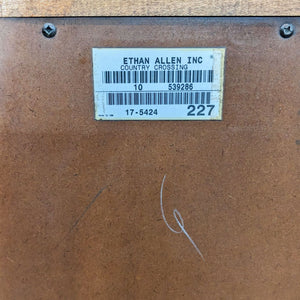 ETHAN ALLEN INC
COUNTRY CROSSING
10 539286
17-5424 227